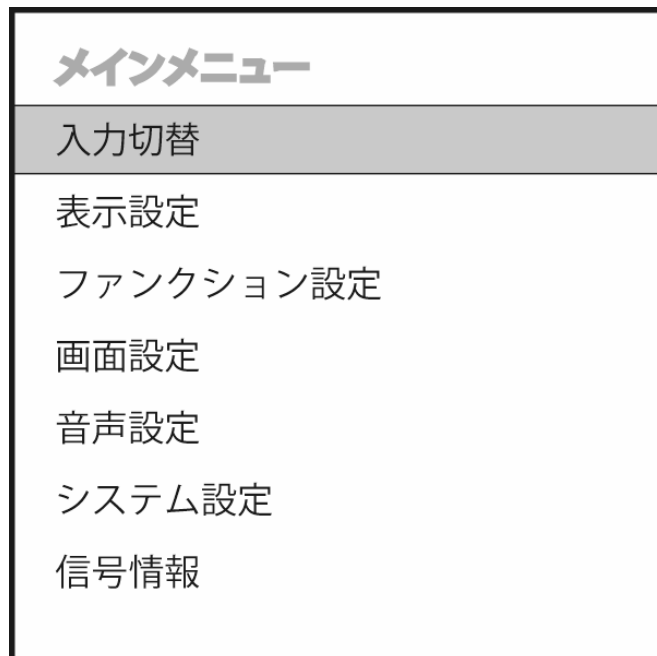 メインメニュー
入力切替
表示設定
ファンクション設定
画面設定
音声設定
システム設定
信号情報